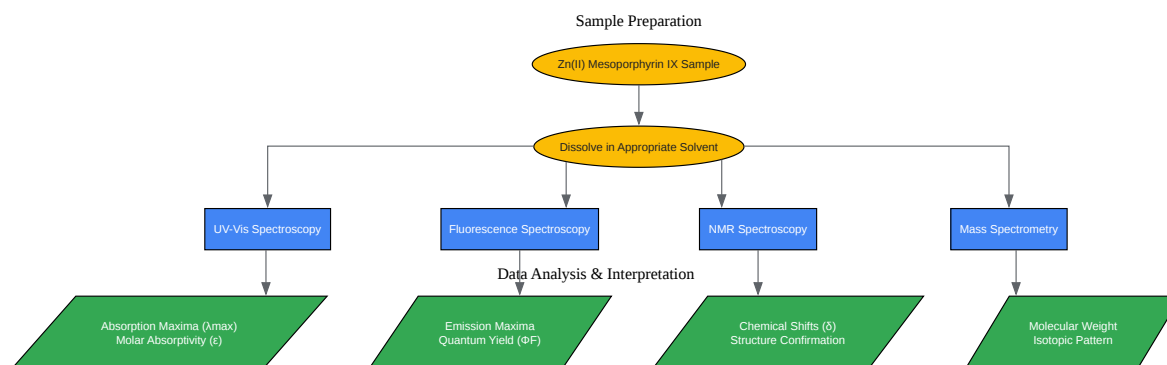 Sample Preparation
Zn(II) Mesoporphyrin IX Sample
Dissolve in Appropriate Solvent
UV-Vis Spectroscopy
Fluorescence Spectroscopy
NMR Spectroscopy
Mass Spectrometry
Data Analysis & Interpretation
Absorption Maxima (λmax)
Molar Absorptivity (ε)
Emission Maxima
Quantum Yield (ΦF)
Chemical Shifts (δ)
Structure Confirmation
Molecular Weight
Isotopic Pattern